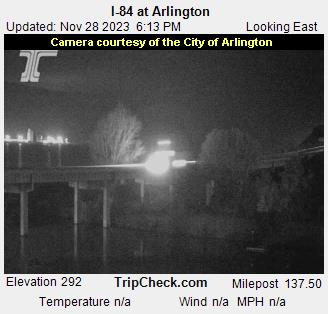 I-84 at Arlington
Updated: Nov 28 2023 6:13 PM Looking East
Camera courtesy of the City of Arlington
Elevation 292 TripCheck.com Milepost 137.50
Temperature n/a Wind n/a MPH n/a